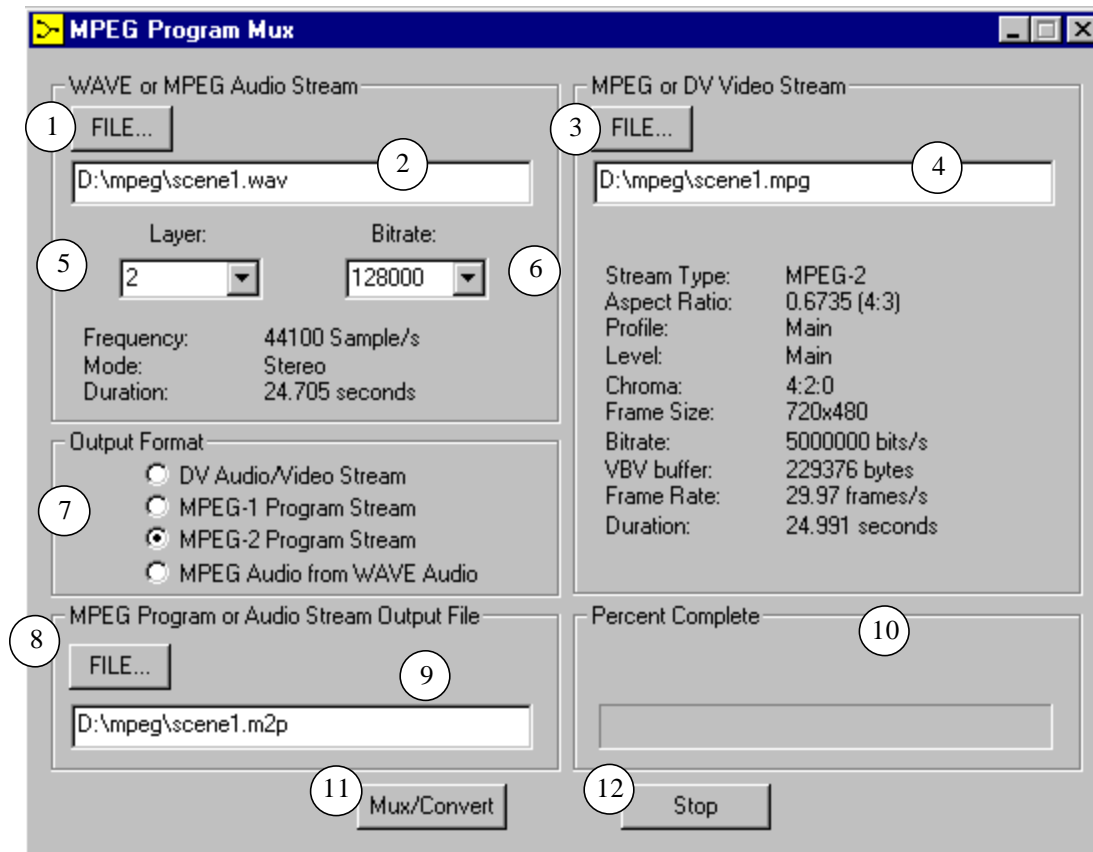 MPEG Program Mux
WAVE or MPEG Audio Stream
1
FILE...
2
D:\mpeg\scene1.wav
Layer:
Bitrate:
5
2
128000
6
Frequency: 44100 Sample/s
Mode: Stereo
Duration: 24.705 seconds
MPEG or DV Video Stream
3
FILE...
4
D:\mpeg\scene1.mpg
Stream Type: MPEG-2
Aspect Ratio: 0.6735 (4:3)
Profile: Main
Level: Main
Chroma: 4:2:0
Frame Size: 720x480
Bitrate: 5000000 bits/s
VBV buffer: 229376 bytes
Frame Rate: 29.97 frames/s
Duration: 24.991 seconds
Output Format
7
DV Audio/Video Stream
MPEG-1 Program Stream
MPEG-2 Program Stream
MPEG Audio from WAVE Audio
MPEG Program or Audio Stream Output File
8
FILE...
9
D:\mpeg\scene1.m2p
Percent Complete
10
11
Mux/Convert
12
Stop